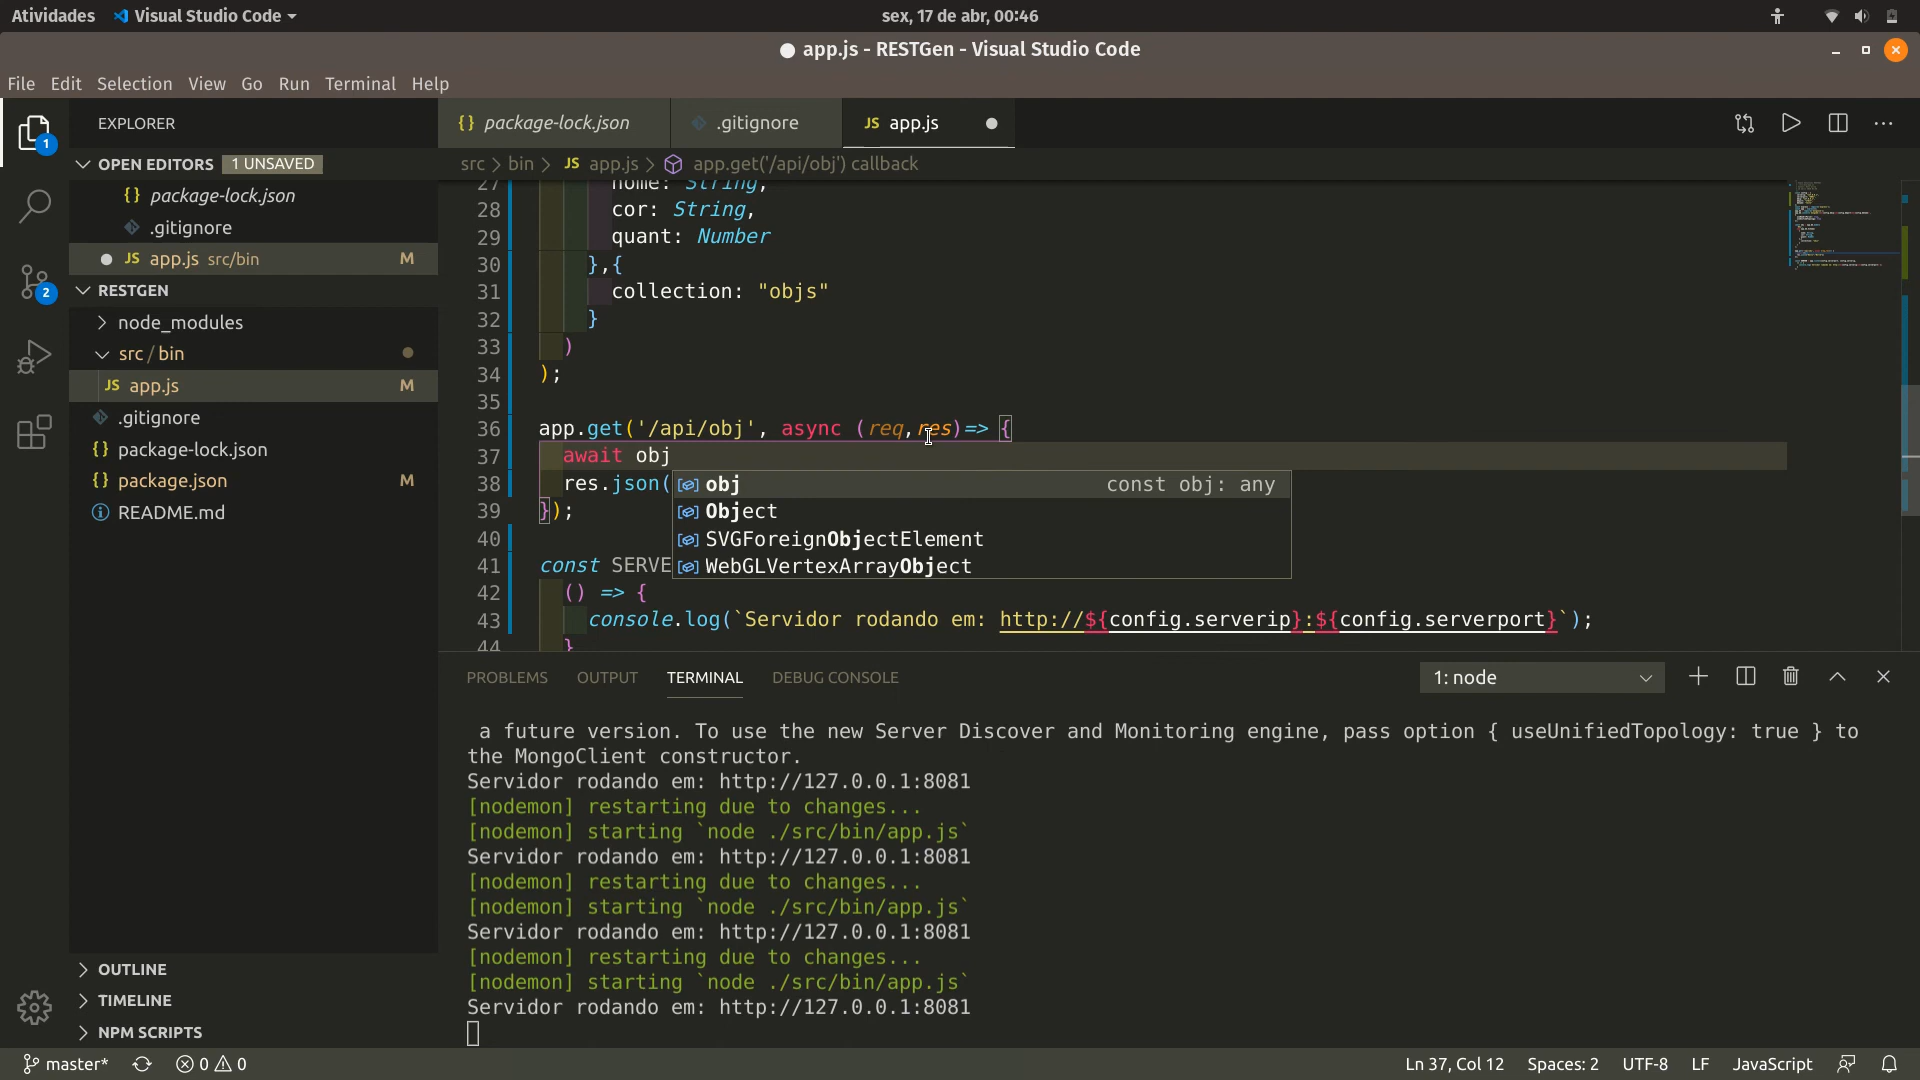 Atividades Visual Studio Code sex, 17 de abr, 00:46
app.js - RESTGen - Visual Studio Code
File Edit Selection View Go Run Terminal Help
1
2
EXPLORER
OPEN EDITORS 1 UNSAVED
{} package-lock.json
.gitignore
JS app.js src/bin M
RESTGEN
node_modules
src / bin
JS app.js M
.gitignore
{} package-lock.json
{} package.json M
README.md
OUTLINE
TIMELINE
NPM SCRIPTS
{} package-lock.json .gitignore JS app.js
src > bin > JS app.js > app.get('/api/obj') callback
27 nome: String,
28 cor: String,
29 quant: Number
30 },{
31 collection: "objs"
32 }
33 )
34 );
35
36 app.get('/api/obj', async (req,res)=> {
37 await obj
38 res.json(
39 });
40
41 const SERVE
42 () => {
43 console.log(`Servidor rodando em: http://${config.serverip}:${config.serverport}`);
44 }
obj const obj: any
Object
SVGForeignObjectElement
WebGLVertexArrayObject
PROBLEMS OUTPUT TERMINAL DEBUG CONSOLE 1: node
a future version. To use the new Server Discover and Monitoring engine, pass option { useUnifiedTopology: true } to
the MongoClient constructor.
Servidor rodando em: http://127.0.0.1:8081
[nodemon] restarting due to changes...
[nodemon] starting `node ./src/bin/app.js`
Servidor rodando em: http://127.0.0.1:8081
[nodemon] restarting due to changes...
[nodemon] starting `node ./src/bin/app.js`
Servidor rodando em: http://127.0.0.1:8081
[nodemon] restarting due to changes...
[nodemon] starting `node ./src/bin/app.js`
Servidor rodando em: http://127.0.0.1:8081
master* 0 0 Ln 37, Col 12 Spaces: 2 UTF-8 LF JavaScript